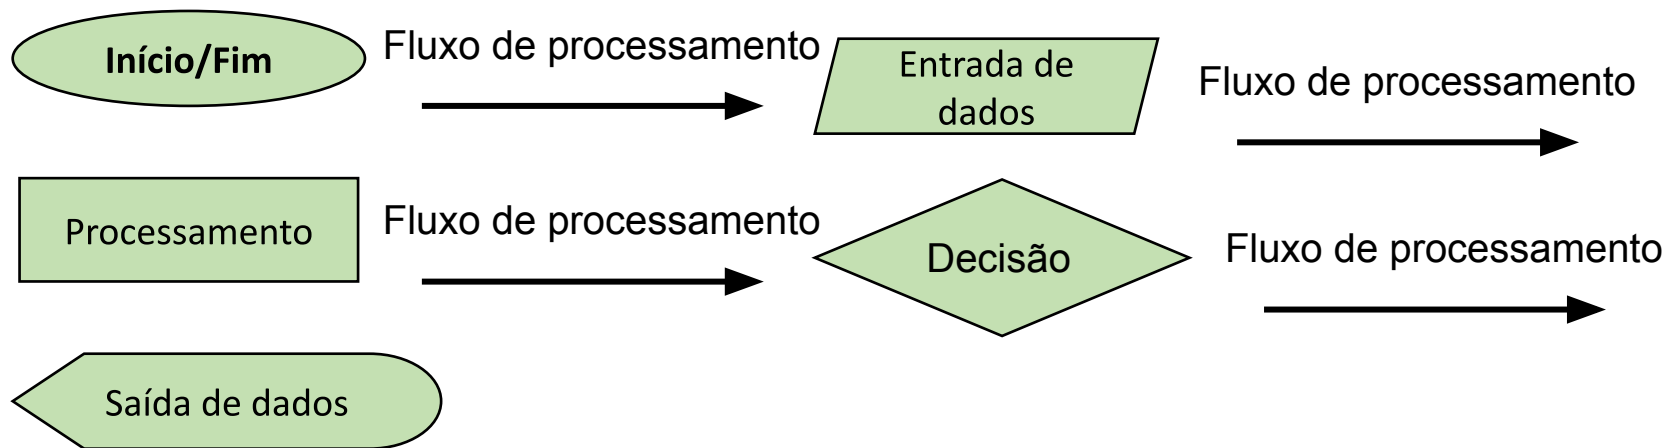 Início/Fim
Fluxo de processamento
Entrada de
dados
Fluxo de processamento
Processamento
Fluxo de processamento
Decisão
Fluxo de processamento
Saída de dados